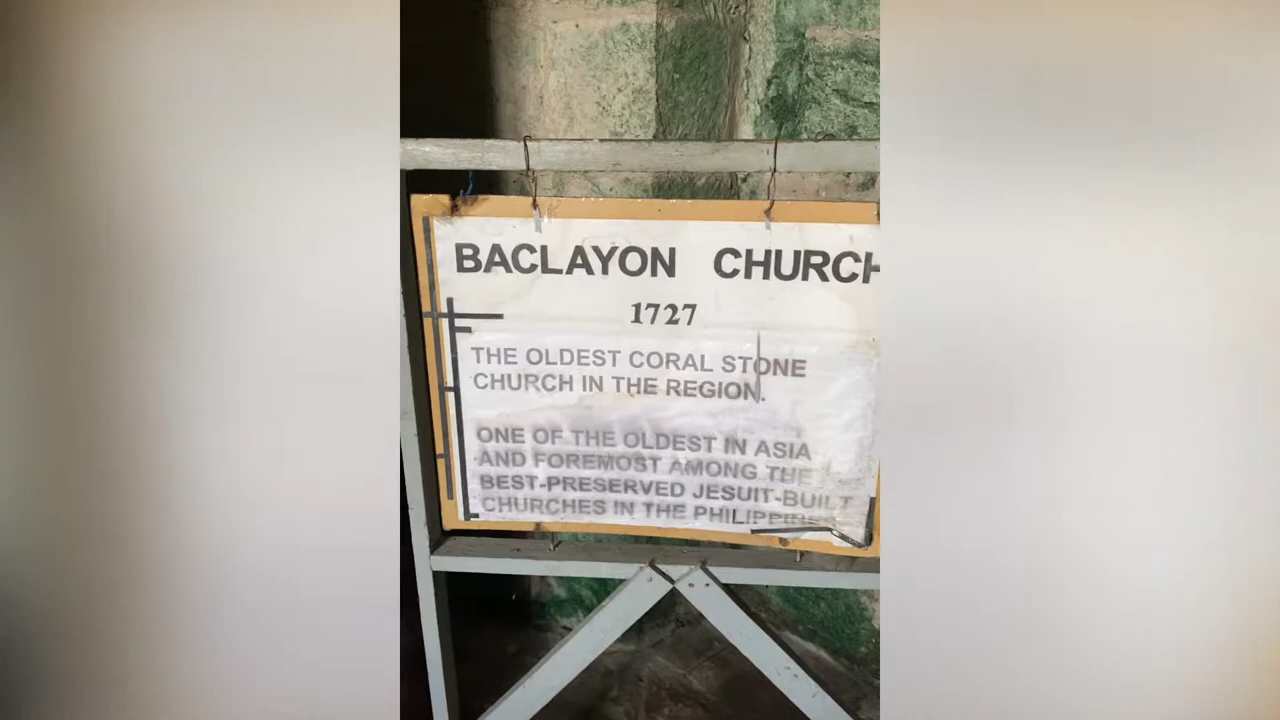 BACLAYON CHURCH
1727
THE OLDEST CORAL STONE
CHURCH IN THE REGION.
ONE OF THE OLDEST IN ASIA
AND FOREMOST AMONG THE
BEST-PRESERVED JESUIT-BUILT
CHURCHES IN THE